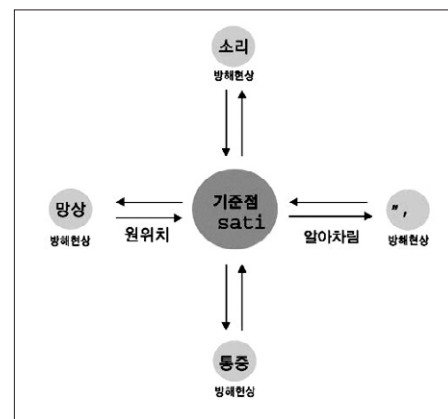 소리
방해현상
망상
방해현상
원위치
기준점
sati
알아차림
",
방해현상
통증
방해현상